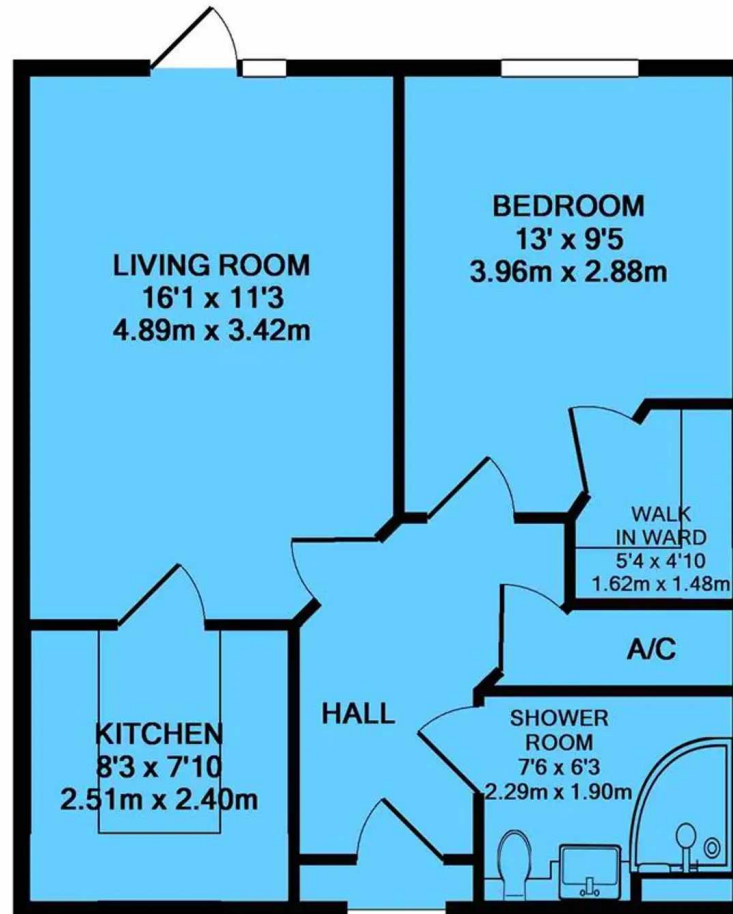 LIVING ROOM
16'1 x 11'3
4.89m x 3.42m
BEDROOM
13' x 9'5
3.96m x 2.88m
WALK
IN WARD
5'4 x 4'10
1.62m x 1.48m
A/C
HALL
KITCHEN
8'3 x 7'10
2.51m x 2.40m
SHOWER
ROOM
7'6 x 6'3
2.29m x 1.90m